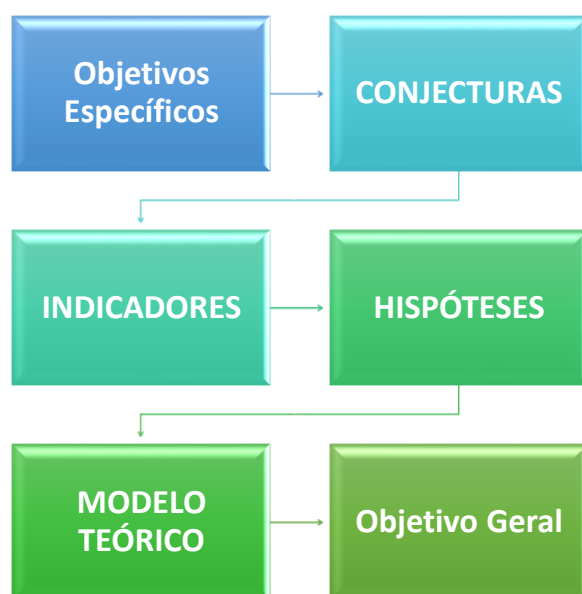 Objetivos
Específicos
CONJECTURAS
INDICADORES
HISPÓTESES
MODELO
TEÓRICO
Objetivo Geral